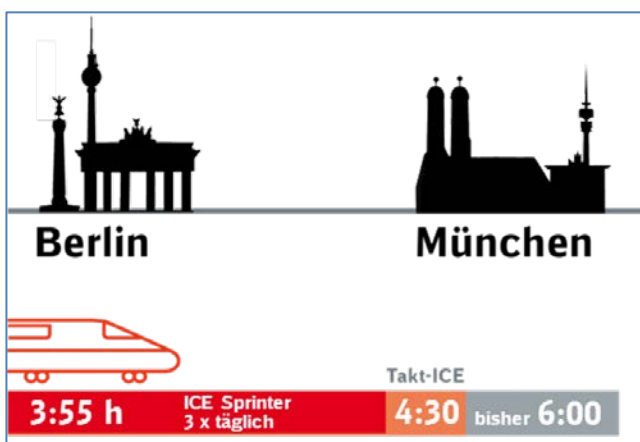 Berlin
München
Takt-ICE
3:55 h
ICE Sprinter
3 x täglich
4:30
bisher 6:00